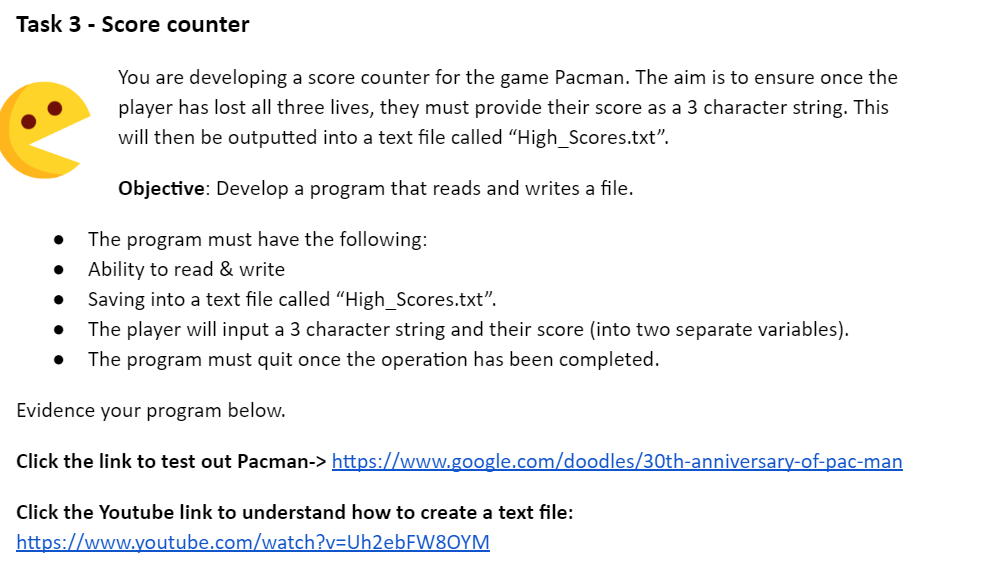 Task 3 - Score counter
You are developing a score counter for the game Pacman. The aim is to ensure once the
player has lost all three lives, they must provide their score as a 3 character string. This
will then be outputted into a text file called “High_Scores.txt”.
Objective: Develop a program that reads and writes a file.
● The program must have the following:
● Ability to read & write
● Saving into a text file called “High_Scores.txt”.
● The player will input a 3 character string and their score (into two separate variables).
● The program must quit once the operation has been completed.
Evidence your program below.
Click the link to test out Pacman-> https://www.google.com/doodles/30th-anniversary-of-pac-man
Click the Youtube link to understand how to create a text file:
https://www.youtube.com/watch?v=Uh2ebFW8OYM